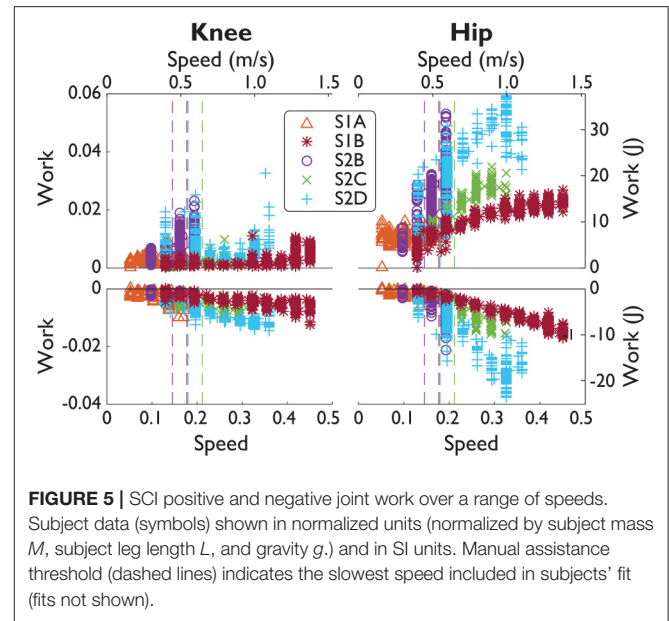 Knee Hip
Speed (m/s) Speed (m/s)
0 0.5 1.0 1.5 0 0.5 1.0 1.5
0.06
0.04
0.02
0
Work
S1A
S1B
S2B
S2C
S2D
30
20
10
0
Work (J)
0
-0.02
-0.04
Work
0
-10
-20
Work (J)
0 0.1 0.2 0.3 0.4 0.5 0 0.1 0.2 0.3 0.4 0.5
Speed Speed
FIGURE 5 | SCI positive and negative joint work over a range of speeds.
Subject data (symbols) shown in normalized units (normalized by subject mass
M, subject leg length L, and gravity g.) and in SI units. Manual assistance
threshold (dashed lines) indicates the slowest speed included in subjects' fit
(fits not shown).